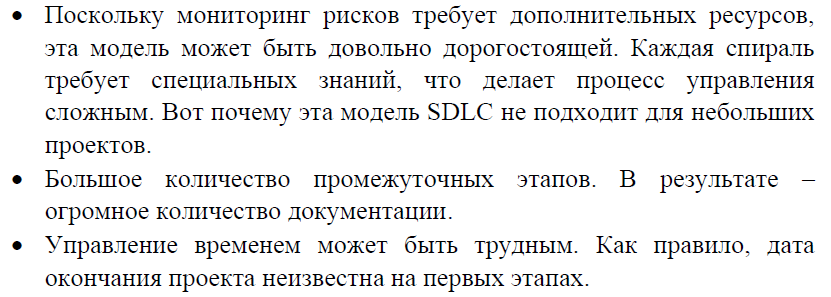 • Поскольку мониторинг рисков требует дополнительных ресурсов,
эта модель может быть довольно дорогостоящей. Каждая спираль
требует специальных знаний, что делает процесс управления
сложным. Вот почему эта модель SDLC не подходит для небольших
проектов.
• Большое количество промежуточных этапов. В результате –
огромное количество документации.
• Управление временем может быть трудным. Как правило, дата
окончания проекта неизвестна на первых этапах.